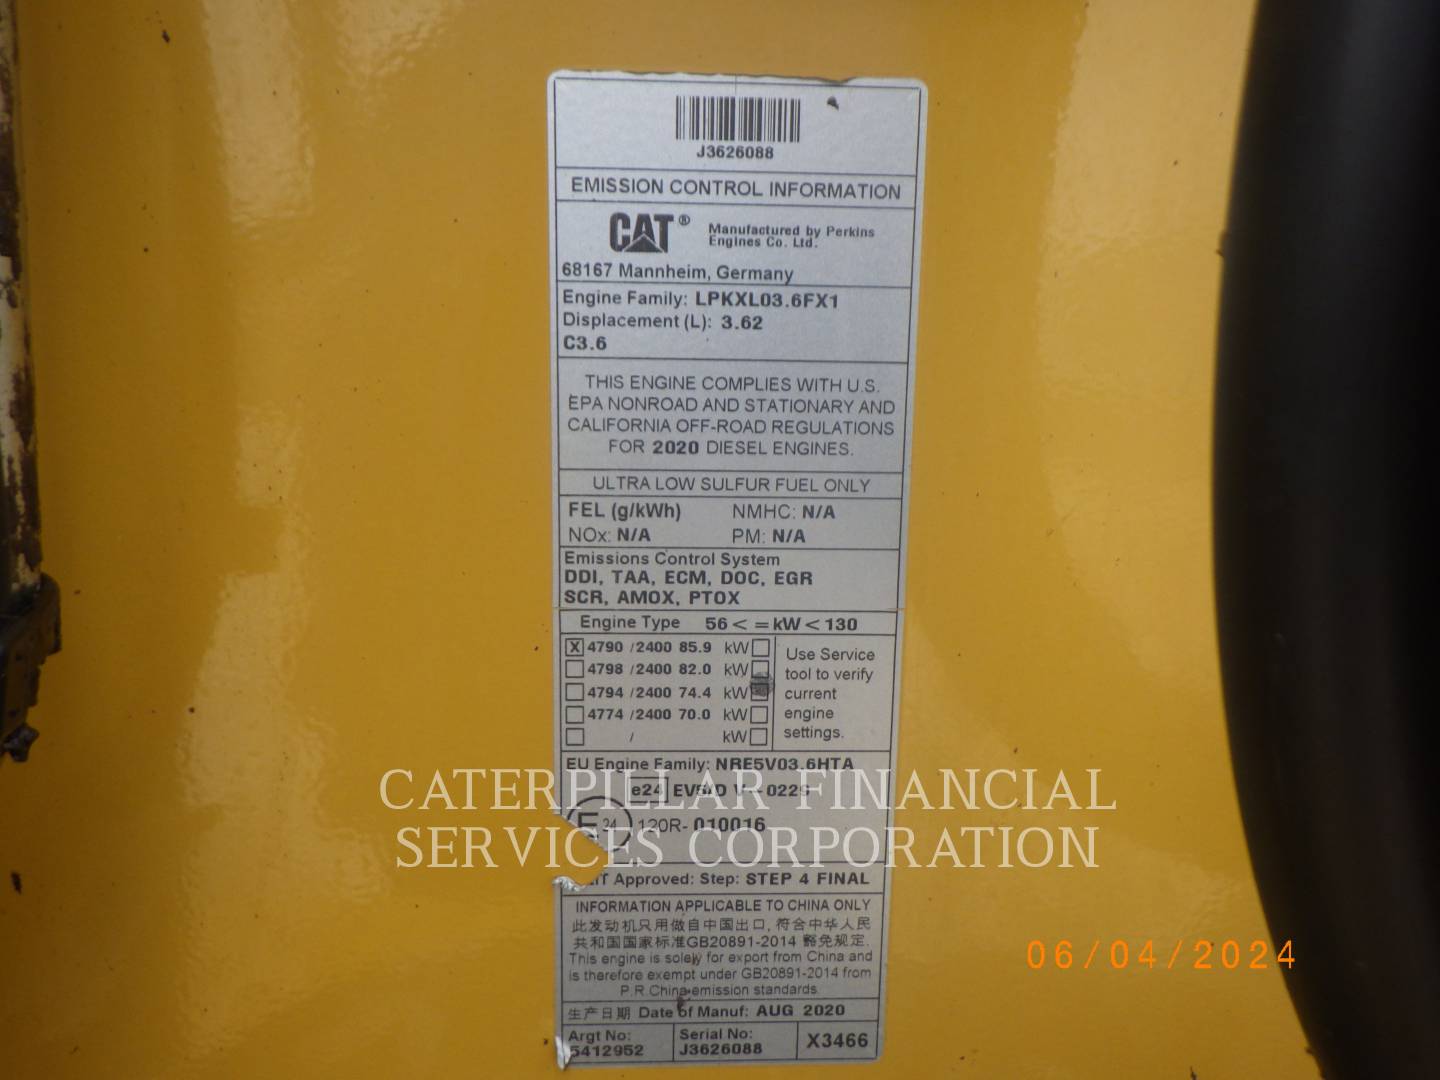 J3626088
EMISSION CONTROL INFORMATION
CAT® Manufactured by Perkins
Engines Co. Ltd.
68167 Mannheim, Germany
Engine Family: LPKXL03.6FX1
Displacement (L): 3.62
C3.6
THIS ENGINE COMPLIES WITH U.S.
EPA NONROAD AND STATIONARY AND
CALIFORNIA OFF-ROAD REGULATIONS
FOR 2020 DIESEL ENGINES.
ULTRA LOW SULFUR FUEL ONLY
FEL (g/kWh) NMHC: N/A
NOx: N/A PM: N/A
Emissions Control System
DDI, TAA, ECM, DOC, EGR
SCR, AMOX, PTOX
Engine Type 56 < = kW < 130
X 4790 /2400 85.9 kW
4798 /2400 82.0 kW
4794 /2400 74.4 kW
4774 /2400 70.0 kW
/ kW
Use Service
tool to verify
current
engine
settings.
EU Engine Family: NRE5V03.6HTA
e24 V-
E 24 120R- 010016
Approved: Step: STEP 4 FINAL
INFORMATION APPLICABLE TO CHINA ONLY
此发动机只用做自中国出口, 符合中华人民
共和国国家标准GB20891-2014 豁免规定.
This engine is solely for export from China and
is therefore exempt under GB20891-2014 from
P.R China emission standards.
生产日期 Date of Manuf: AUG 2020
Argt No:
5412952
Serial No:
J3626088
X3466
CATERPILLAR FINANCIAL
SERVICES CORPORATION
06/04/2024